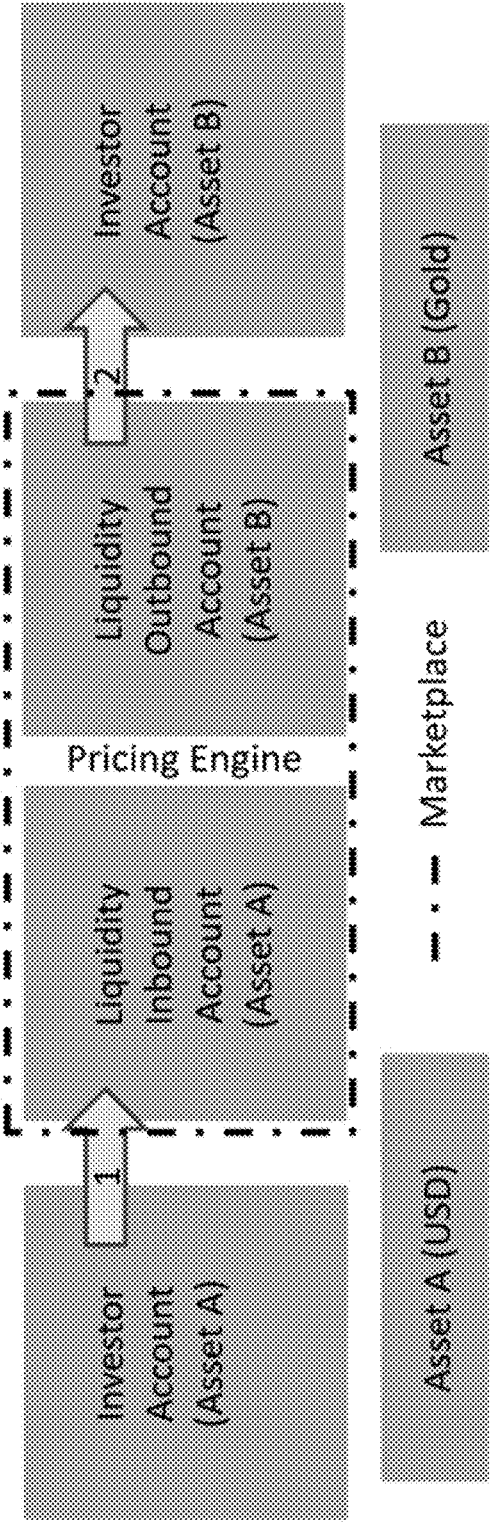 Investor
Account
(Asset A)
1
Liquidity
Inbound
Account
(Asset A)
Pricing Engine
Liquidity
Outbound
Account
(Asset B)
2
Investor
Account
(Asset B)
Asset A (USD)
Marketplace
Asset B (Gold)